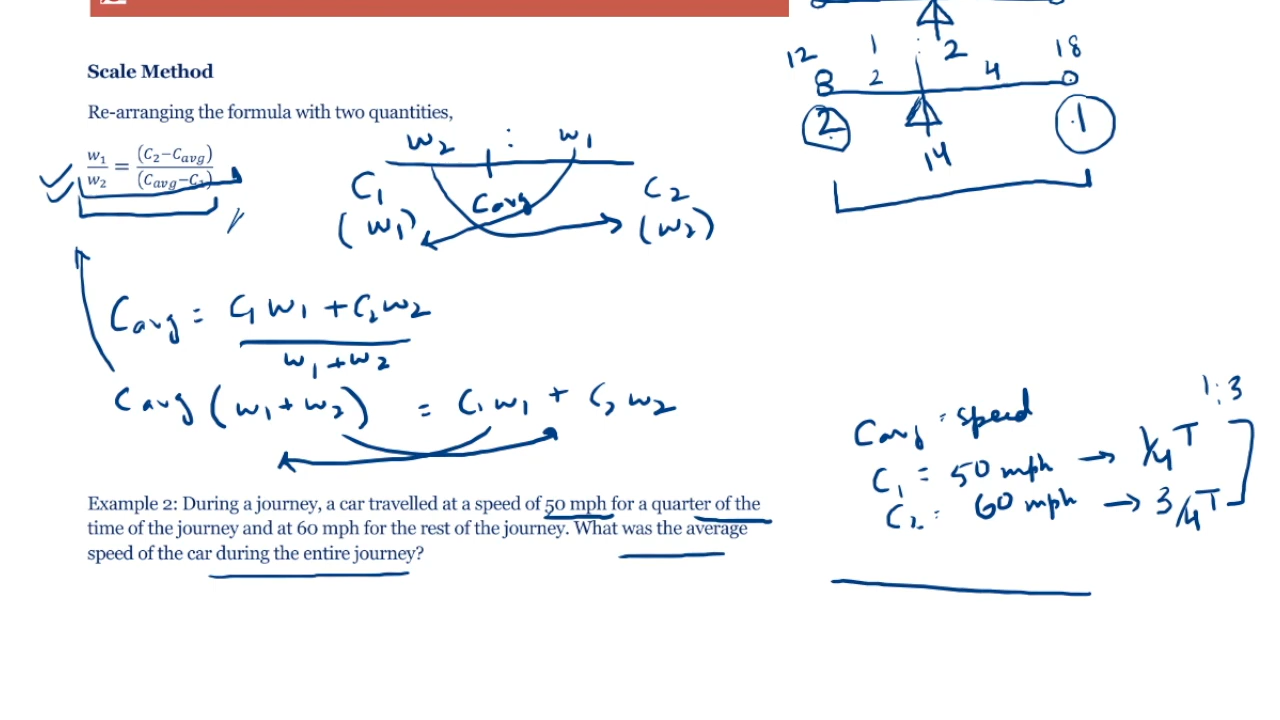 Scale Method
Re-arranging the formula with two quantities,
w₁/w₂ = (C₂−Cavg)/(Cavg−C₁)
w₂ : w₁
C₁ Cavg C₂
(w₁) (w₂)
Cavg = C₁w₁ + C₂w₂
w₁ + w₂
Cavg (w₁+w₂) = C₁w₁ + C₂w₂
Example 2: During a journey, a car travelled at a speed of 50 mph for a quarter of the
time of the journey and at 60 mph for the rest of the journey. What was the average
speed of the car during the entire journey?
12 1 : 2 18
2 4
2 1
14
1:3
Cavg = speed
C₁ = 50 mph → 1/4 T
C₂ = 60 mph → 3/4 T